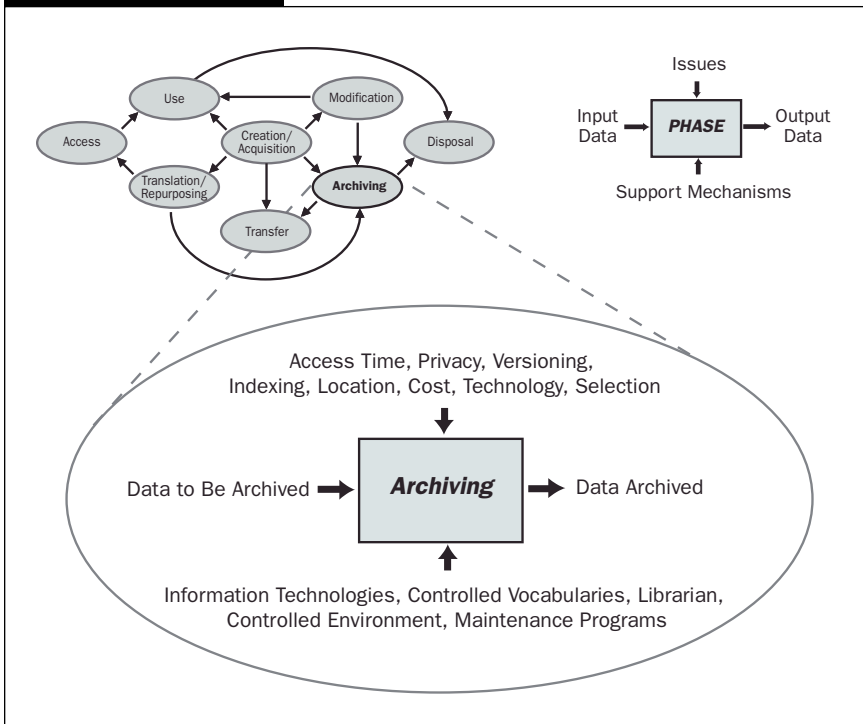 Use
Modification
Access
Creation/
Acquisition
Disposal
Translation/
Repurposing
Archiving
Transfer
Issues
Input
Data
PHASE
Output
Data
Support Mechanisms
Access Time, Privacy, Versioning,
Indexing, Location, Cost, Technology, Selection
Data to Be Archived
Archiving
Data Archived
Information Technologies, Controlled Vocabularies, Librarian,
Controlled Environment, Maintenance Programs